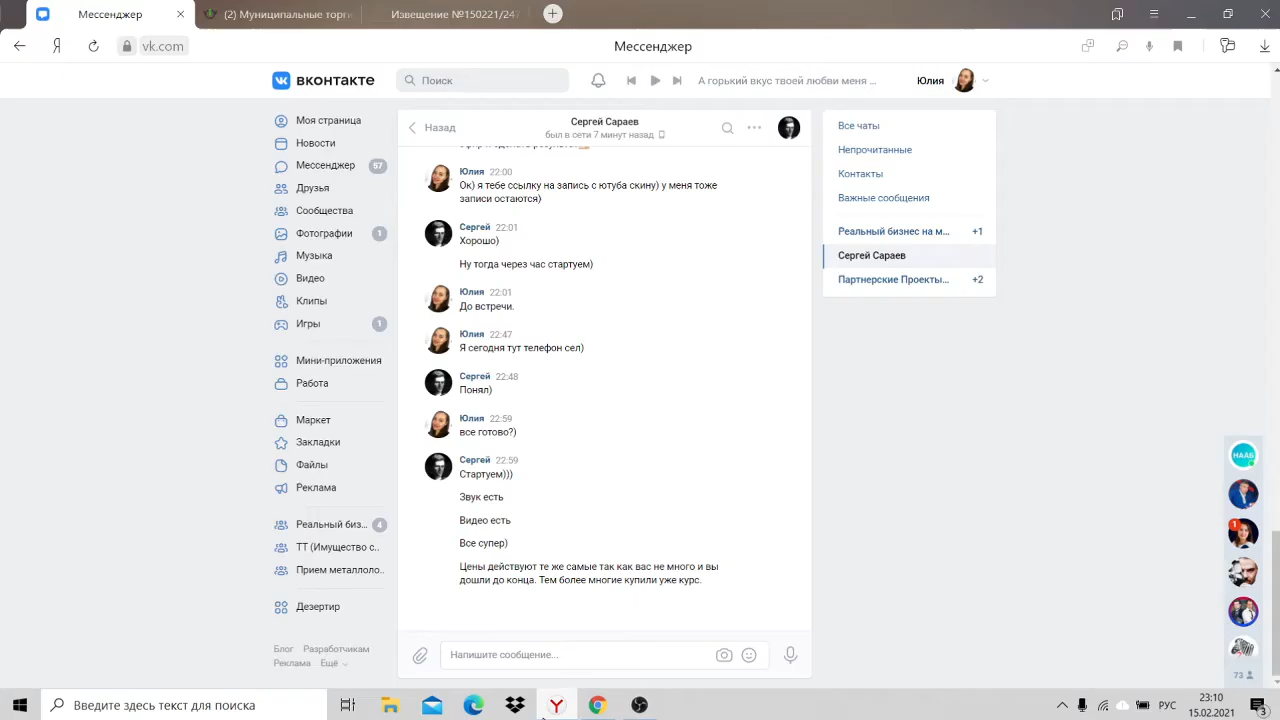 Мессенджер
(2) Муниципальные торг
Извещение №150221/247
vk.com
Мессенджер
вконтакте
Поиск
А горький вкус твоей любви меня ...
Юлия
Моя страница
Новости
Мессенджер 57
Друзья
Сообщества
Фотографии 1
Музыка
Видео
Клипы
Игры 1
Мини-приложения
Работа
Маркет
Закладки
Файлы
Реклама
Реальный биз... 4
ТТ (Имущество с..
Прием металлоло..
Дезертир
Блог Разработчикам
Реклама Ещё
Назад
Сергей Сараев
был в сети 7 минут назад
Юлия 22:00
Ок) я тебе ссылку на запись с ютуба скину) у меня тоже
записи остаются)
Сергей 22:01
Хорошо)
Ну тогда через час стартуем)
Юлия 22:01
До встречи.
Юлия 22:47
Я сегодня тут телефон сел)
Сергей 22:48
Понял)
Юлия 22:59
все готово?)
Сергей 22:59
Стартуем)))
Звук есть
Видео есть
Все супер)
Цены действуют те же самые так как вас не много и вы
дошли до конца. Тем более многие купили уже курс.
Напишите сообщение...
Все чаты
Непрочитанные
Контакты
Важные сообщения
Реальный бизнес на м... +1
Сергей Сараев
Партнерские Проекты... +2
НААБ
1
73
Введите здесь текст для поиска
РУС
23:10
15.02.2021
3